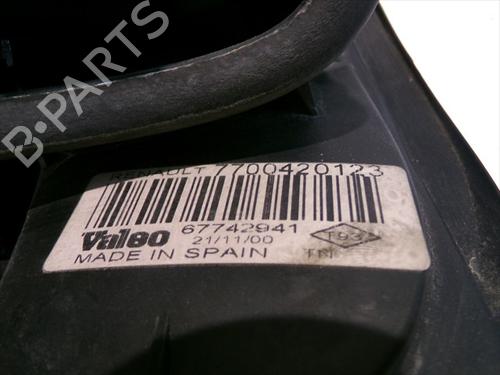 B-PARTS
RENAULT 7700420123
Valeo 67742941
21/11/00
MADE IN SPAIN